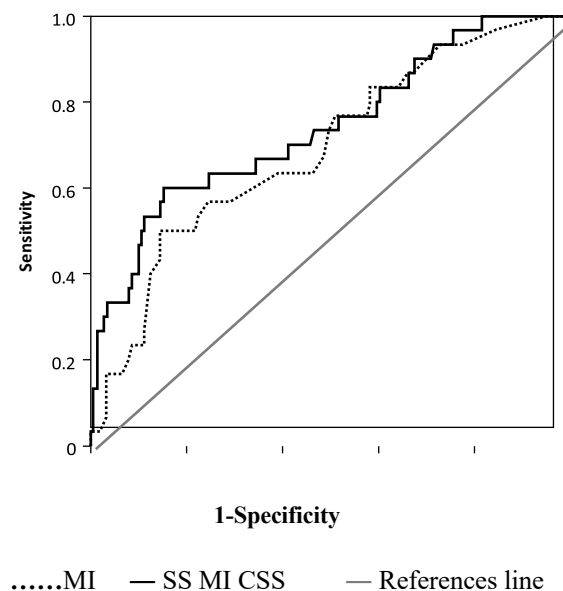 1.0
0.8
0.6
Sensitivity
0.4
0.2
0
1-Specificity
......MI — SS MI CSS — References line